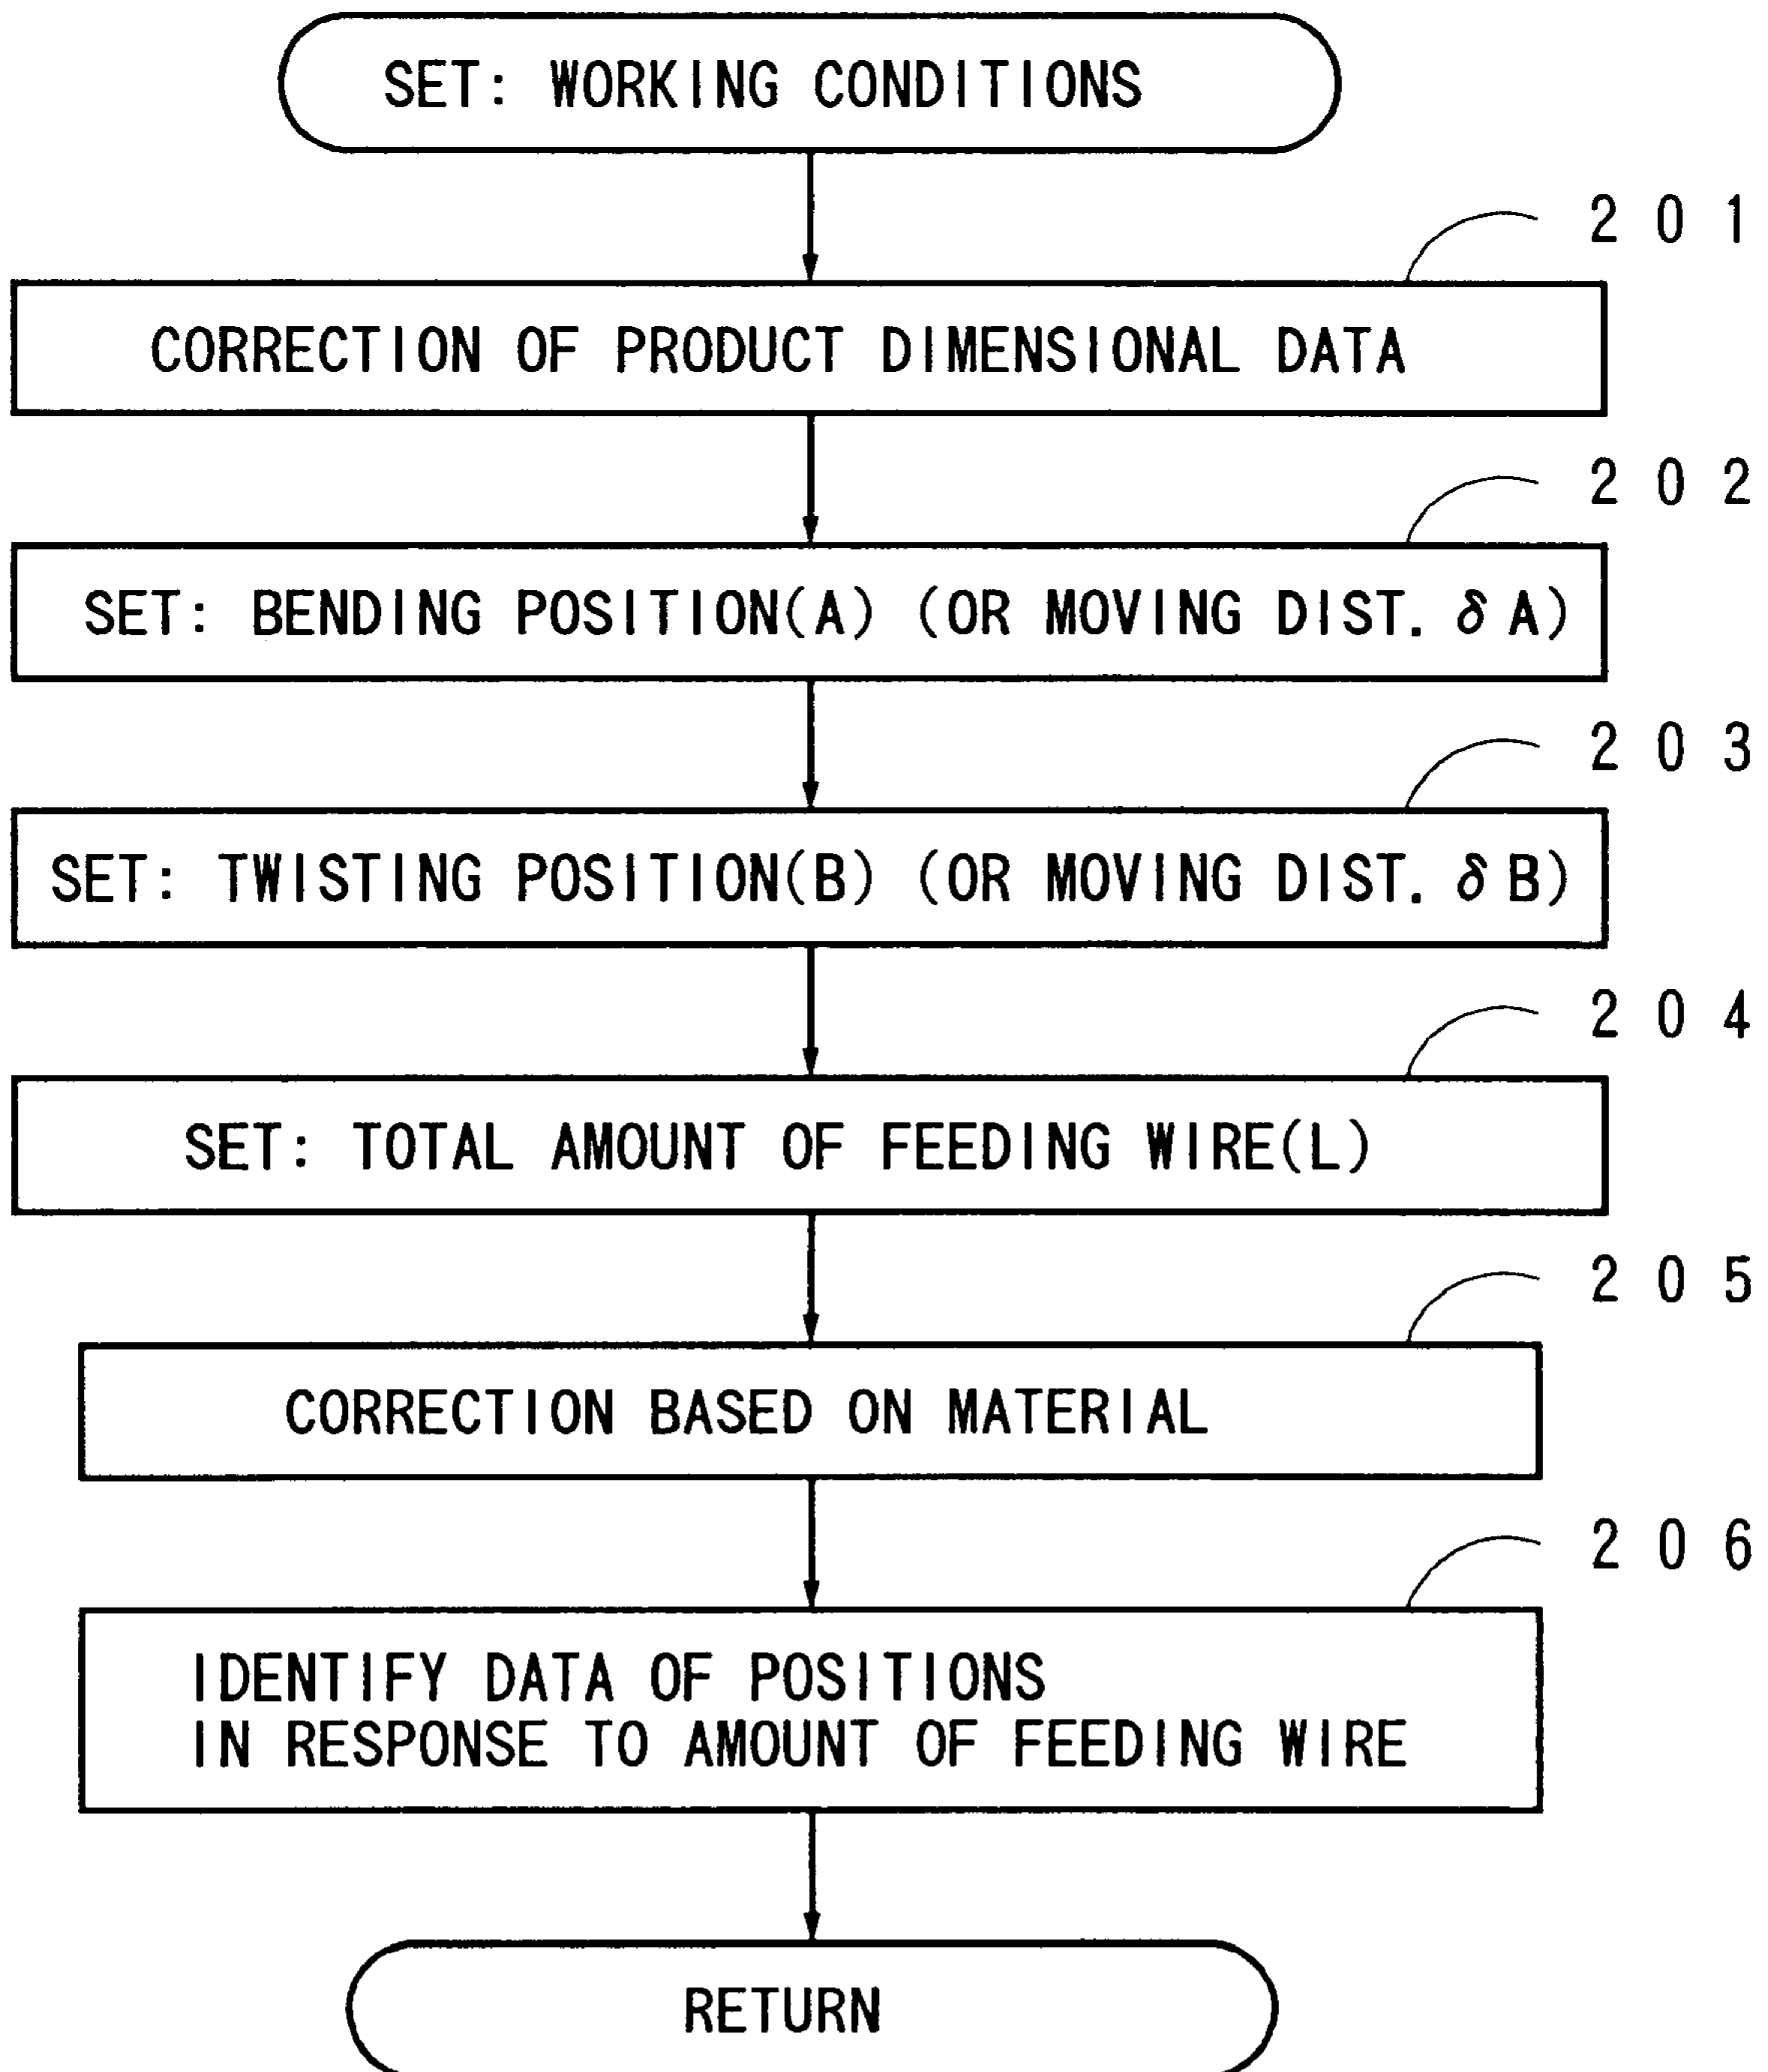 SET: WORKING CONDITIONS
201
CORRECTION OF PRODUCT DIMENSIONAL DATA
202
SET: BENDING POSITION(A) (OR MOVING DIST. δA)
203
SET: TWISTING POSITION(B) (OR MOVING DIST. δB)
204
SET: TOTAL AMOUNT OF FEEDING WIRE(L)
205
CORRECTION BASED ON MATERIAL
206
IDENTIFY DATA OF POSITIONS
IN RESPONSE TO AMOUNT OF FEEDING WIRE
RETURN